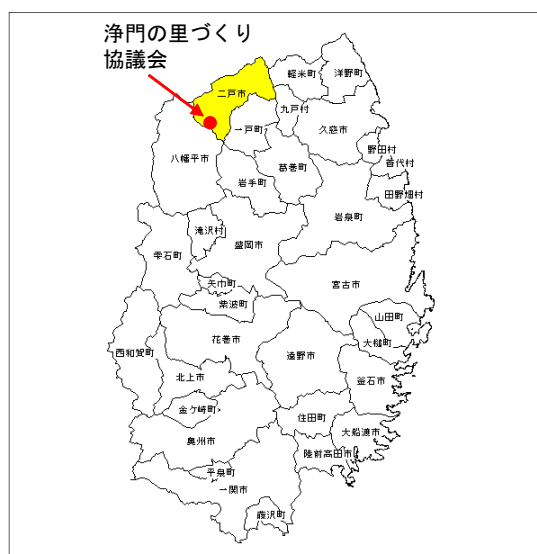 浄門の里づくり
協議会
軽米町
洋野町
二戸市
九戸村
一戸町
久慈市
野田村
普代村
八幡平市
葛巻町
岩手町
田野畑村
岩泉町
滝沢村
盛岡市
雫石町
矢巾町
宮古市
紫波町
山田町
花巻市
大槌町
西和賀町
遠野市
北上市
釜石市
金ケ崎町
住田町
大船渡市
奥州市
陸前高田市
平泉町
一関市
藤沢町